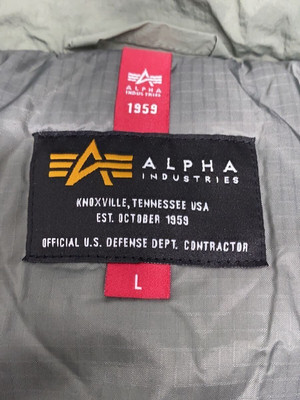 ALPHA
INDUSTRIES
1959
ALPHA
INDUSTRIES
KNOXVILLE, TENNESSEE USA
EST. OCTOBER 1959
OFFICIAL U.S. DEFENSE DEPT. CONTRACTOR
L